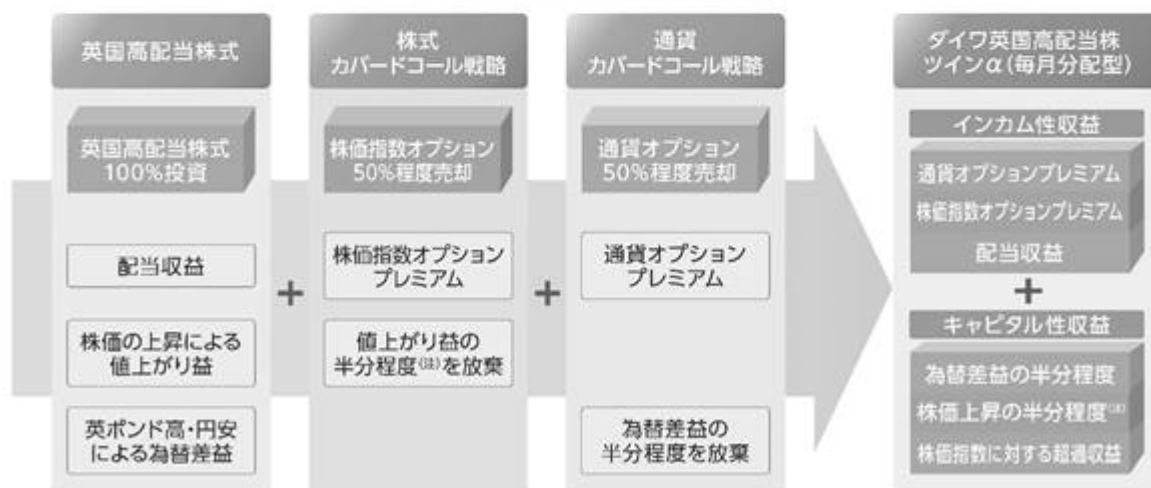 英国高配当株式
英国高配当株式
100%投資
配当収益
株価の上昇による
値上がり益
英ポンド高・円安
による為替差益
+
株式
カバードコール戦略
株価指数オプション
50%程度売却
株価指数オプション
プレミアム
値上がり益の
半分程度(注)を放棄
+
通貨
カバードコール戦略
通貨オプション
50%程度売却
通貨オプション
プレミアム
為替差益の
半分程度を放棄
ダイワ英国高配当株
ツインα(毎月分配型)
インカム性収益
通貨オプションプレミアム
株価指数オプションプレミアム
配当収益
+
キャピタル性収益
為替差益の半分程度
株価上昇の半分程度(注)
株価指数に対する超過収益